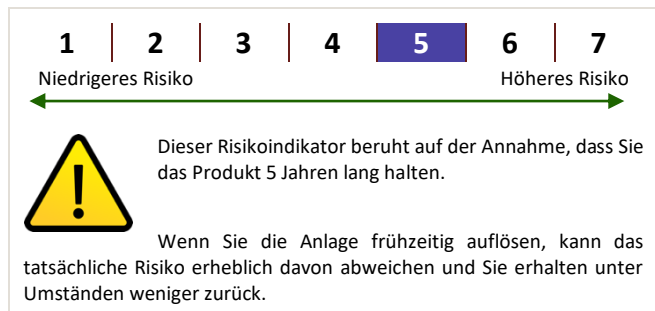 1 2 3 4 5 6 7
Niedrigeres Risiko Höheres Risiko
Dieser Risikoindikator beruht auf der Annahme, dass Sie
das Produkt 5 Jahren lang halten.
Wenn Sie die Anlage frühzeitig auflösen, kann das
tatsächliche Risiko erheblich davon abweichen und Sie erhalten unter
Umständen weniger zurück.